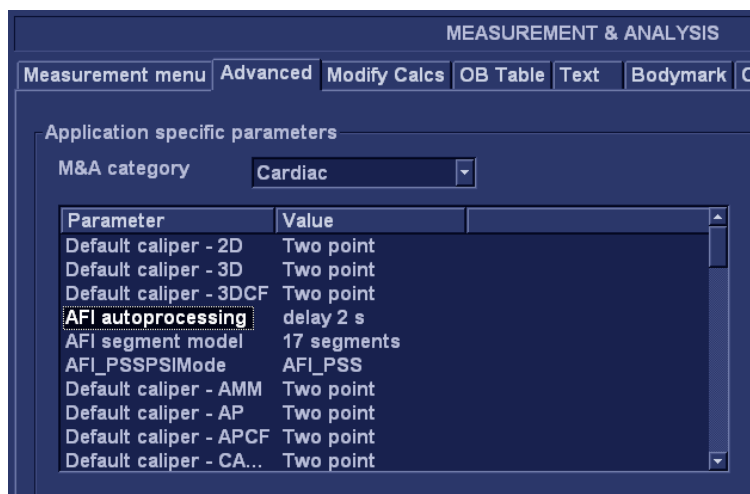 MEASUREMENT & ANALYSIS
Measurement menu Advanced Modify Calcs OB Table Text Bodymark
Application specific parameters
M&A category Cardiac
Parameter Value
Default caliper - 2D Two point
Default caliper - 3D Two point
Default caliper - 3DCF Two point
AFI autoprocessing delay 2 s
AFI segment model 17 segments
AFI_PSSPSIMode AFI_PSS
Default caliper - AMM Two point
Default caliper - AP Two point
Default caliper - APCF Two point
Default caliper - CA... Two point